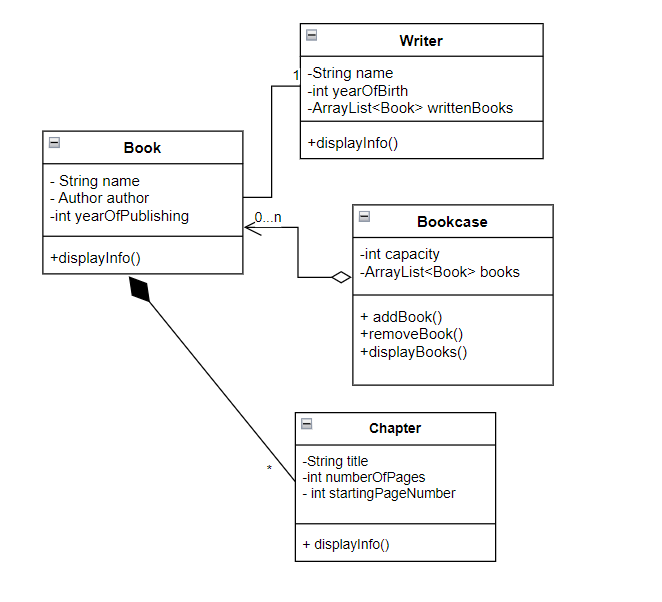 Writer
-String name
-int yearOfBirth
-ArrayList<Book> writtenBooks
+displayInfo()
1
Book
- String name
- Author author
-int yearOfPublishing
+displayInfo()
0...n
Bookcase
-int capacity
-ArrayList<Book> books
+ addBook()
+removeBook()
+displayBooks()
*
Chapter
-String title
-int numberOfPages
- int startingPageNumber
+ displayInfo()